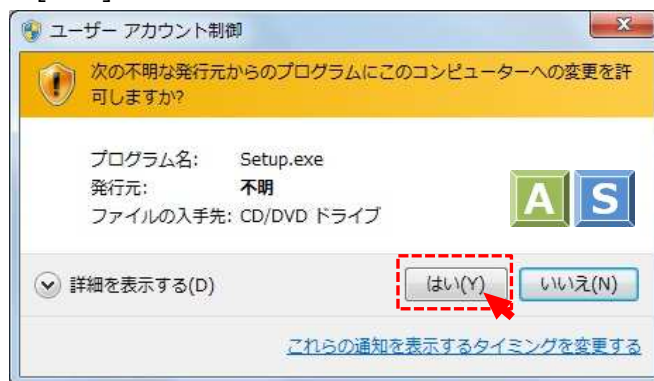 ユーザー アカウント制御
次の不明な発行元からのプログラムにこのコンピューターへの変更を許
可しますか?
プログラム名: Setup.exe
発行元: 不明
ファイルの入手先: CD/DVD ドライブ
A S
詳細を表示する(D)
はい(Y)
いいえ(N)
これらの通知を表示するタイミングを変更する